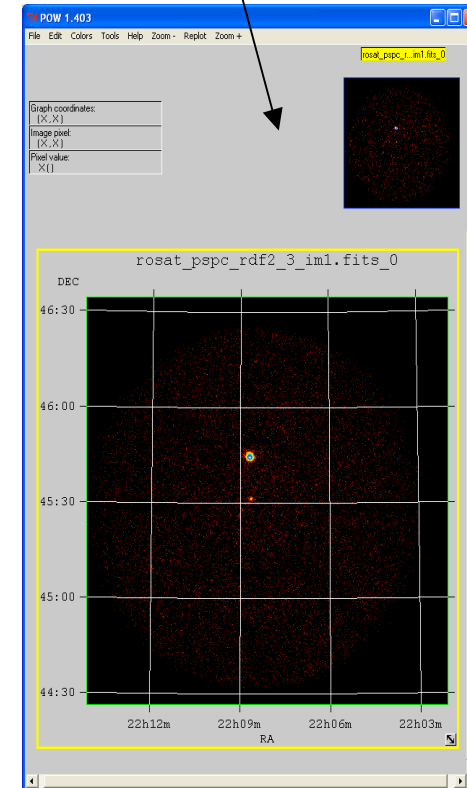 POW 1.403
File Edit Colors Tools Help Zoom - Replot Zoom +
rosat_pspc_r...im1.fits_0
Graph coordinates:
(X,X)
Image pixel:
(X,X)
Pixel value:
X()
rosat_pspc_rdf2_3_im1.fits_0
DEC
46:30
46:00
45:30
45:00
44:30
22h12m 22h09m 22h06m 22h03m
RA